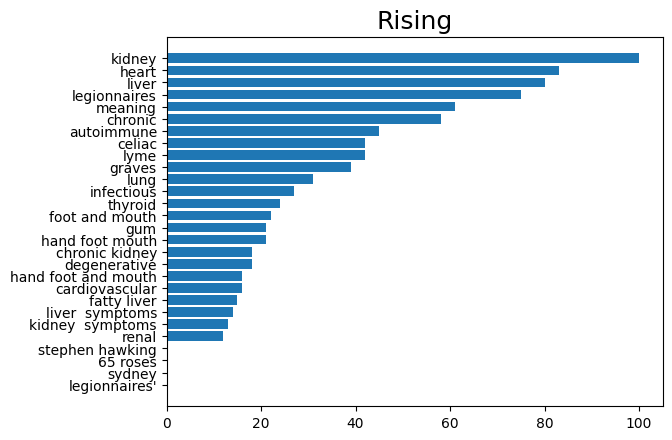 Rising
kidney
heart
liver
legionnaires
meaning
chronic
autoimmune
celiac
lyme
graves
lung
infectious
thyroid
foot and mouth
gum
hand foot mouth
chronic kidney
degenerative
hand foot and mouth
cardiovascular
fatty liver
liver  symptoms
kidney  symptoms
renal
stephen hawking
65 roses
sydney
legionnaires'
0 20 40 60 80 100